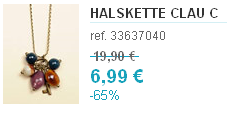 HALSKETTE CLAU C
ref. 33637040
19,90 €
6,99 €
-65%